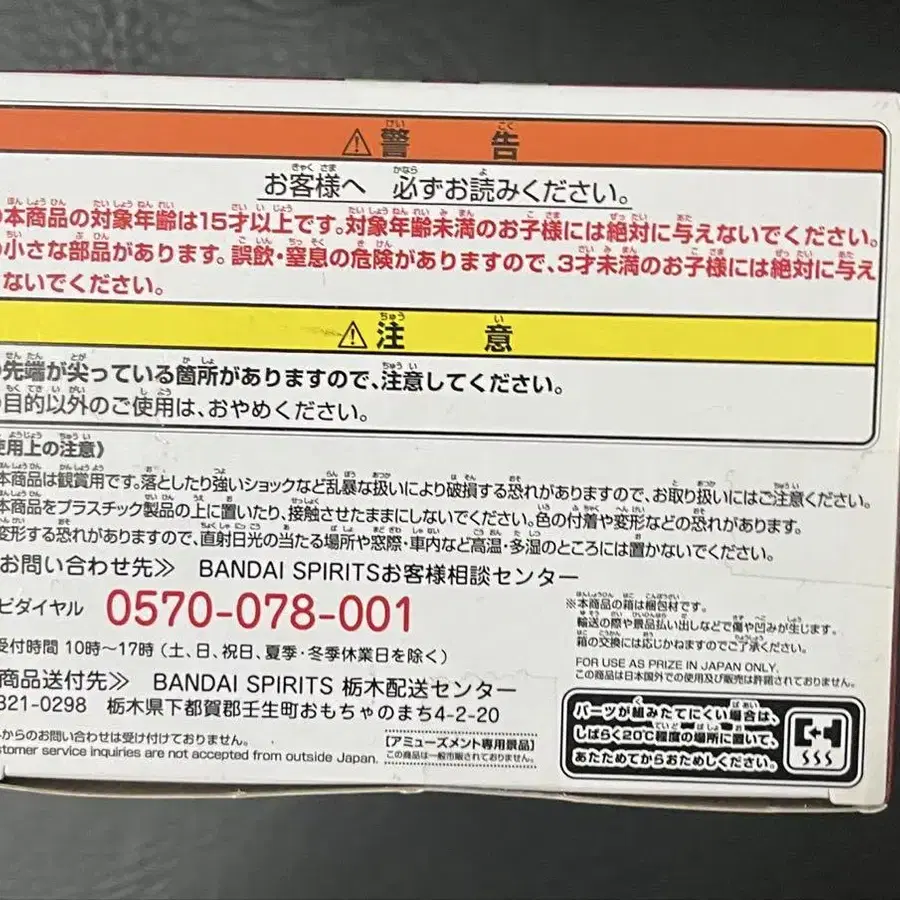 ⚠警告
お客様へ 必ずお読みください。
本商品の対象年齢は15才以上です。対象年齢未満のお子様には絶対に与えないでください。
小さな部品があります。誤飲・窒息の危険がありますので、3才未満のお子様には絶対に与え
ないでください。
⚠注意
先端が尖っている箇所がありますので、注意してください。
目的以外のご使用は、おやめください。
使用上の注意》
本商品は観賞用です。落としたり強いショックなど乱暴な扱いにより破損する恐れがありますので、お取り扱いにはご注意ください。
本商品をプラスチック製品の上に置いたり、接触させたままにしないでください。色の付着や変形などの恐れがあります。
変形する恐れがありますので、直射日光の当たる場所や窓際・車内など高温・多湿のところには置かないでください。
お問い合わせ先≫ BANDAI SPIRITSお客様相談センター
ビダイヤル 0570-078-001
受付時間 10時〜17時(土、日、祝日、夏季・冬季休業日を除く)
商品送付先≫ BANDAI SPIRITS 栃木配送センター
321-0298 栃木県下都賀郡壬生町おもちゃのまち4-2-20
からのお問い合わせは受け付けておりません。
stomer service inquiries are not accepted from outside Japan.
[アミューズメント専用景品]
この商品は一般市販されておりません。
※本商品の箱は梱包材です。
輸送の際や景品払い出しなどで傷や凹みが生じます。
箱の交換には応じかねますのでご了承ください。
FOR USE AS PRIZE IN JAPAN ONLY.
この商品は日本国外での使用及び販売は許諾されておりません。
パーツが組みたてにくい場合は、
しばらく20℃程度の場所に置いて、
あたためてからおためしください。